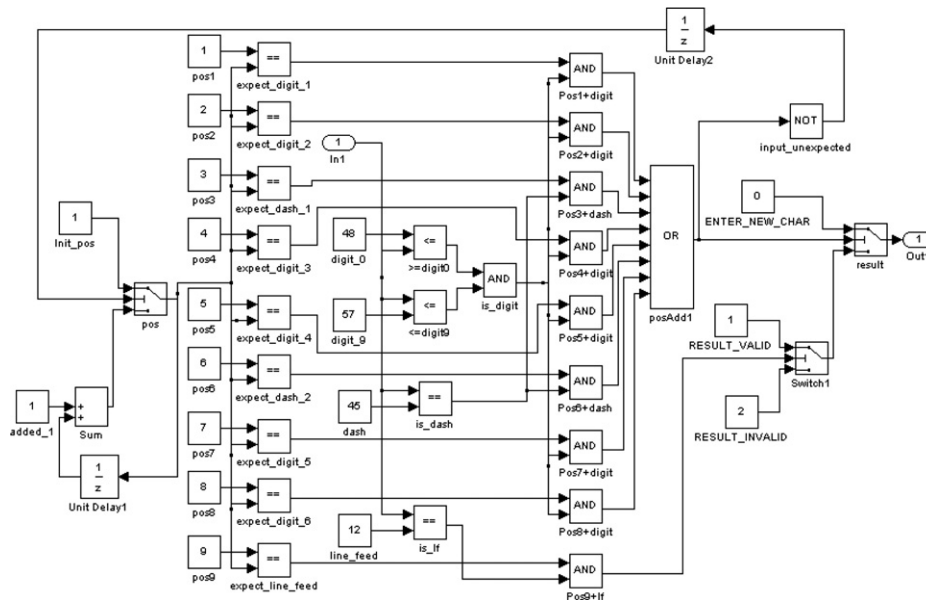 1
z
Unit Delay2
1
pos1
==
expect_digit_1
AND
Pos1+digit
2
pos2
==
expect_digit_2
AND
Pos2+digit
1
In1
NOT
input_unexpected
3
pos3
==
expect_dash_1
AND
Pos3+dash
0
ENTER_NEW_CHAR
1
Init_pos
4
pos4
==
expect_digit_3
48
digit_0
<=
>=digit0
AND
Pos4+digit
OR
posAdd1
result
1
Out
AND
is_digit
pos
5
pos5
==
expect_digit_4
57
digit_9
<=
<=digit9
AND
Pos5+digit
1
RESULT_VALID
Switch1
6
pos6
==
expect_dash_2
45
dash
==
is_dash
AND
Pos6+dash
2
RESULT_INVALID
1
added_1
+
+
Sum
7
pos7
==
expect_digit_5
AND
Pos7+digit
1
z
Unit Delay1
8
pos8
==
expect_digit_6
AND
Pos8+digit
12
line_feed
==
is_lf
9
pos9
==
expect_line_feed
AND
Pos9+lf